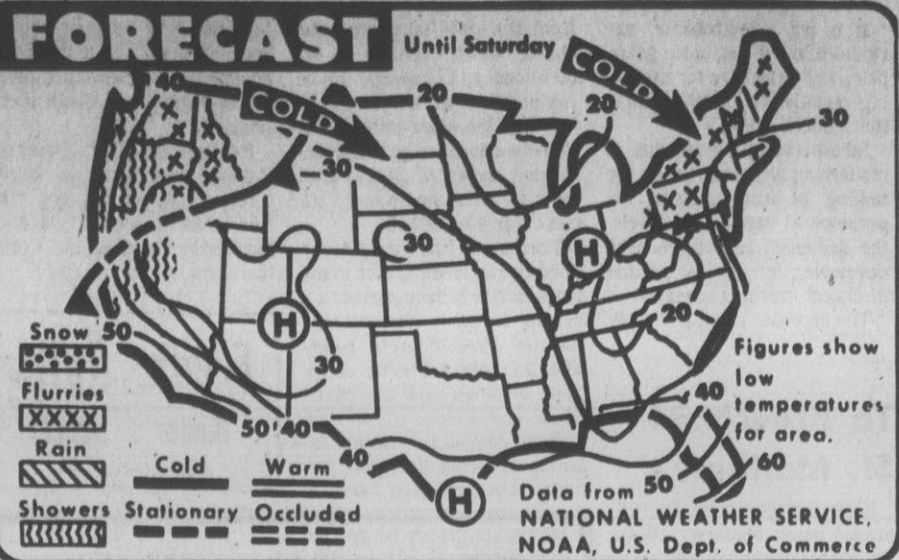 FORECAST
Until Saturday
COLD
COLD
40
20
20
30
—30
30
H
H
20
50
30
50
40
40
40
H
50
60
Snow
Flurries
XXXX
Rain
Showers
Cold
Warm
Stationary
Occluded
Figures show
low
temperatures
for area.
Data from
NATIONAL WEATHER SERVICE,
NOAA, U.S. Dept. of Commerce